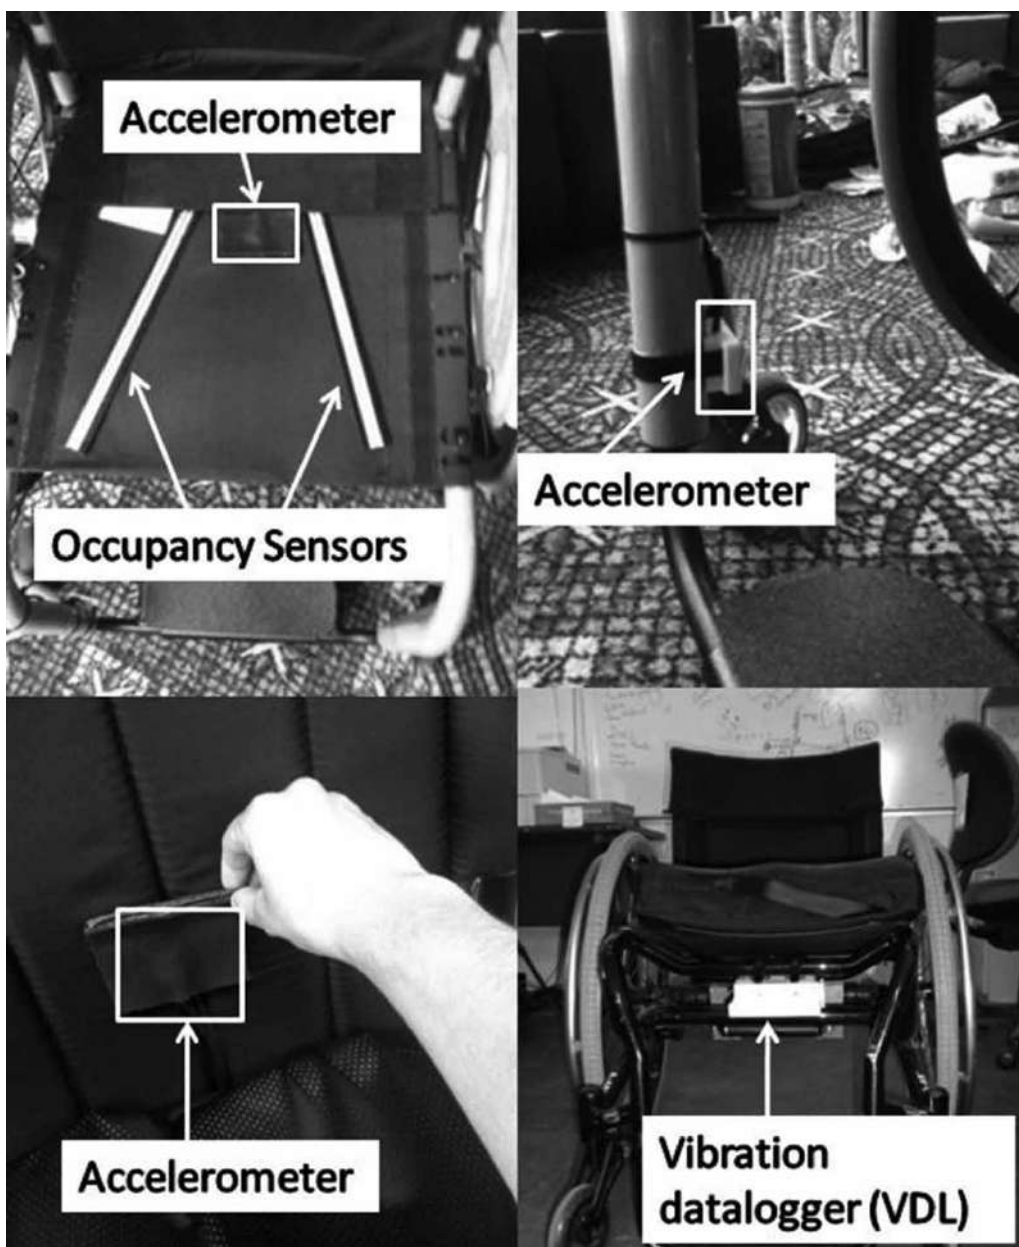 Accelerometer
Occupancy Sensors
Accelerometer
Accelerometer
Vibration
datalogger (VDL)